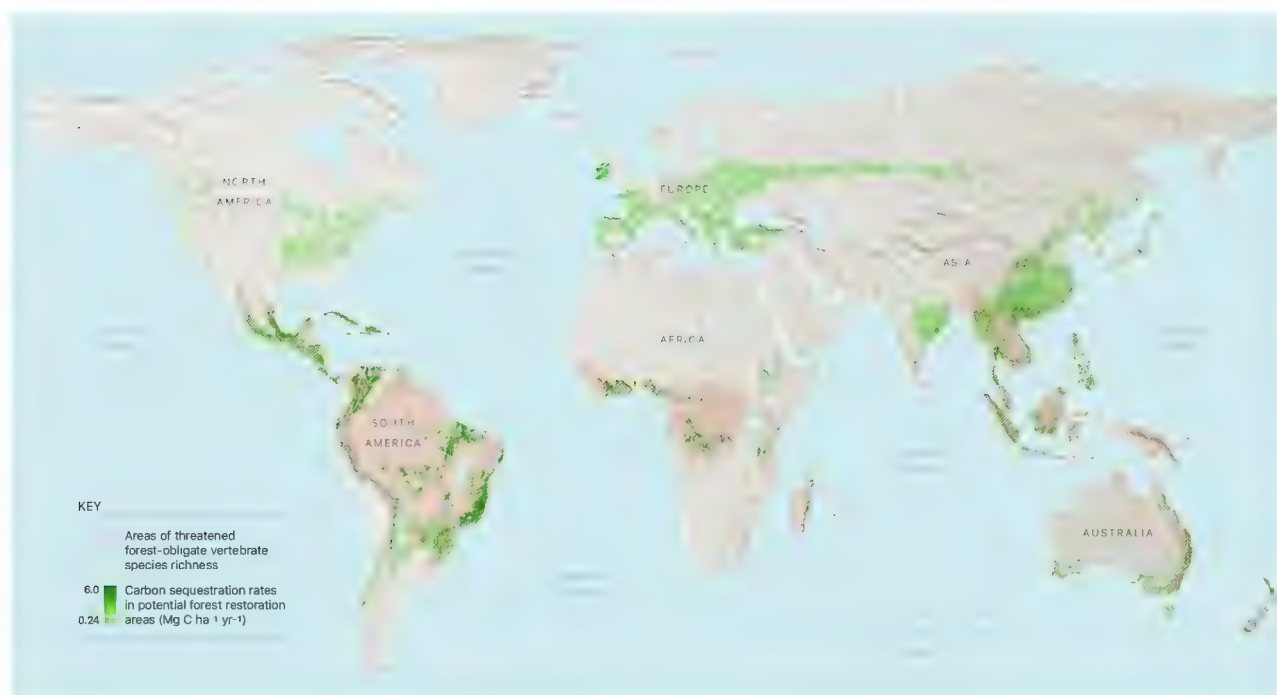 NORTH
AMERICA
EUROPE
ASIA
AFRICA
SOUTH
AMERICA
AUSTRALIA
KEY
Areas of threatened
forest-obligate vertebrate
species richness
6.0 Carbon sequestration rates
in potential forest restoration
0.24 areas (Mg C ha⁻¹ yr⁻¹)